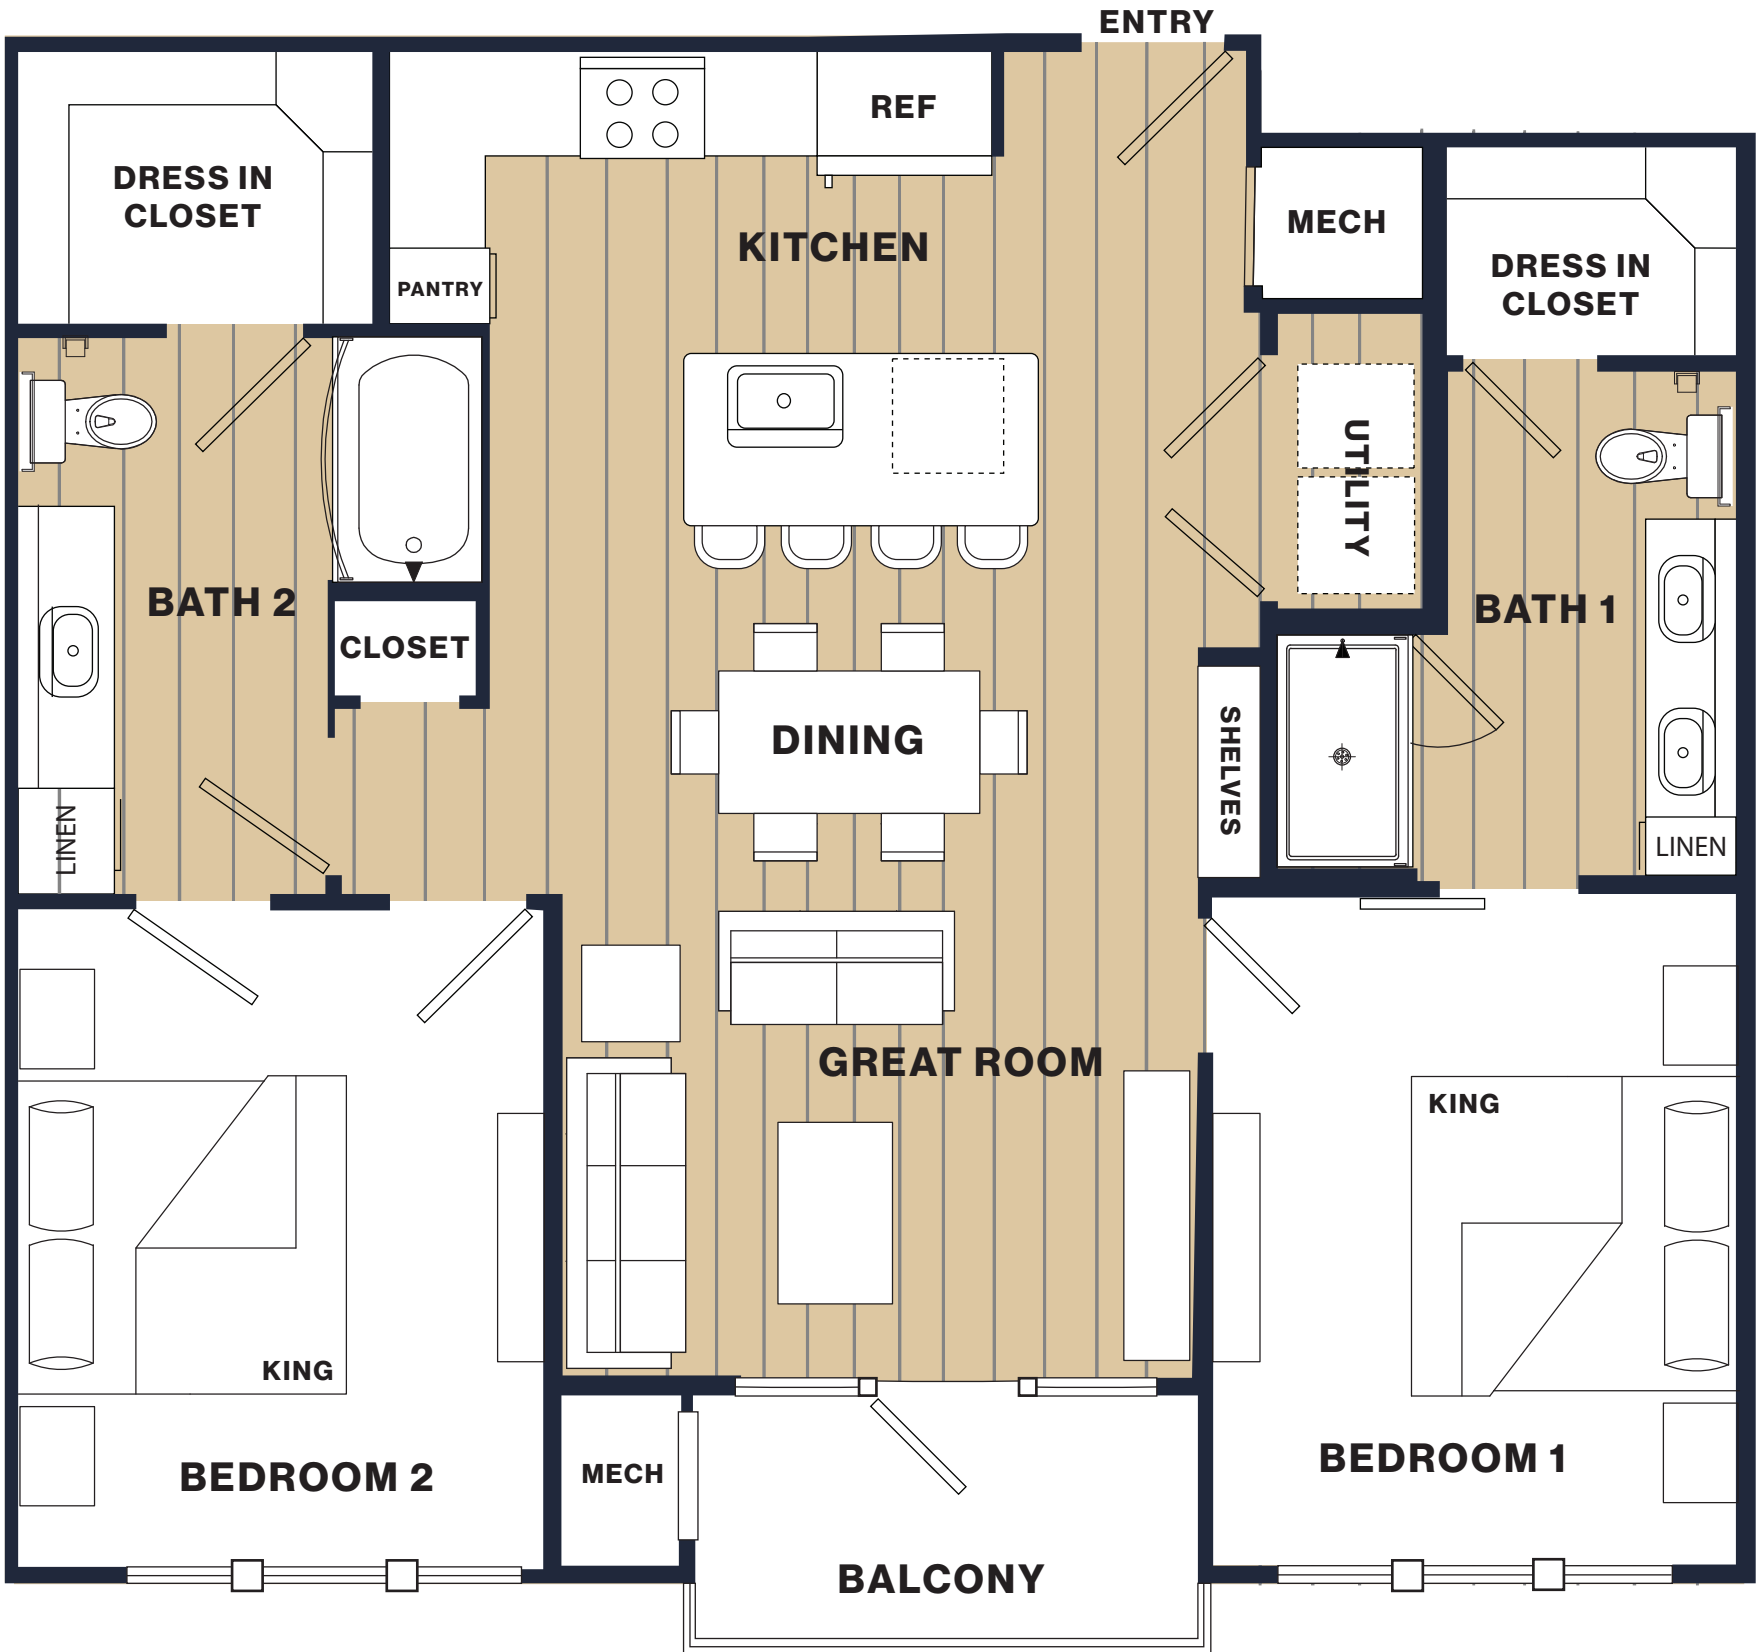 ENTRY
REF
DRESS IN
CLOSET
KITCHEN
MECH
DRESS IN
CLOSET
PANTRY
UTILITY
BATH 2
BATH 1
CLOSET
DINING
SHELVES
LINEN
LINEN
GREAT ROOM
KING
KING
BEDROOM 2
MECH
BEDROOM 1
BALCONY